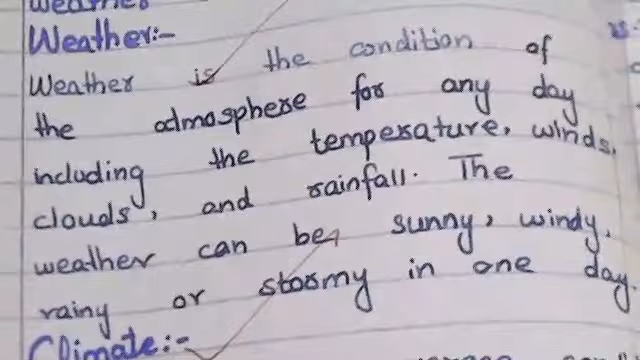 Weather:-
Weather is the condition of
the admosphere for any day
including the temperature, winds,
clouds, and rainfall. The
weather can be, sunny, windy,
rainy or stormy in one day.
Climate:-